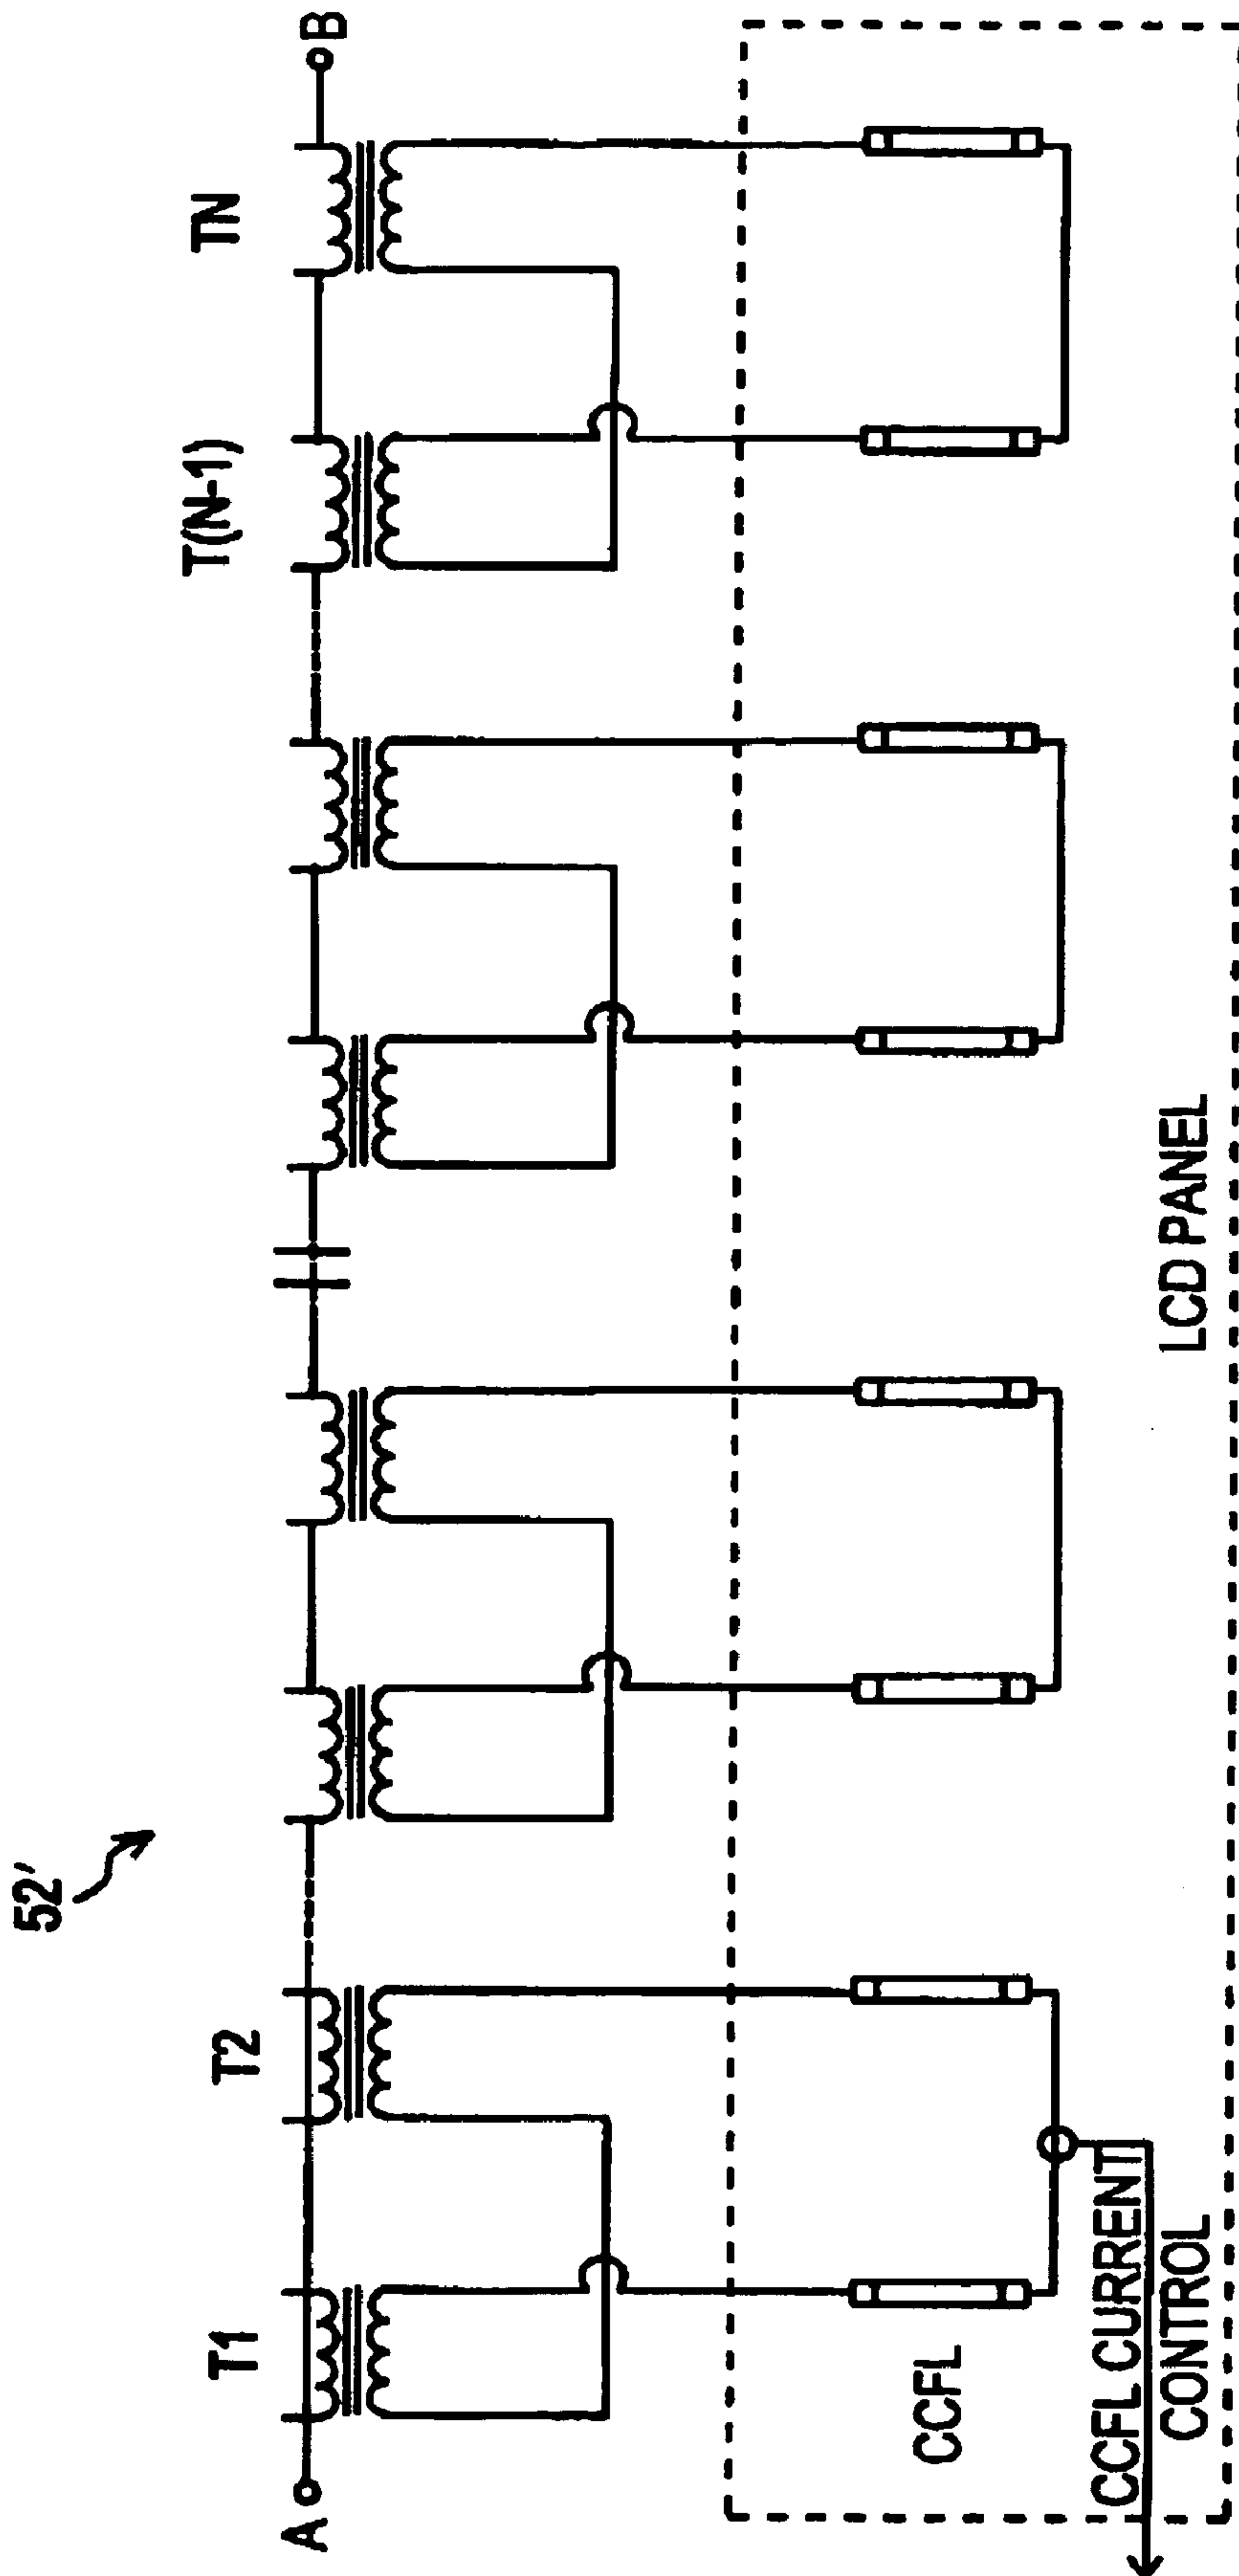 52'
T1
T2
T(N-1)
TN
A
B
CCFL
CCFL CURRENT
CONTROL
LCD PANEL